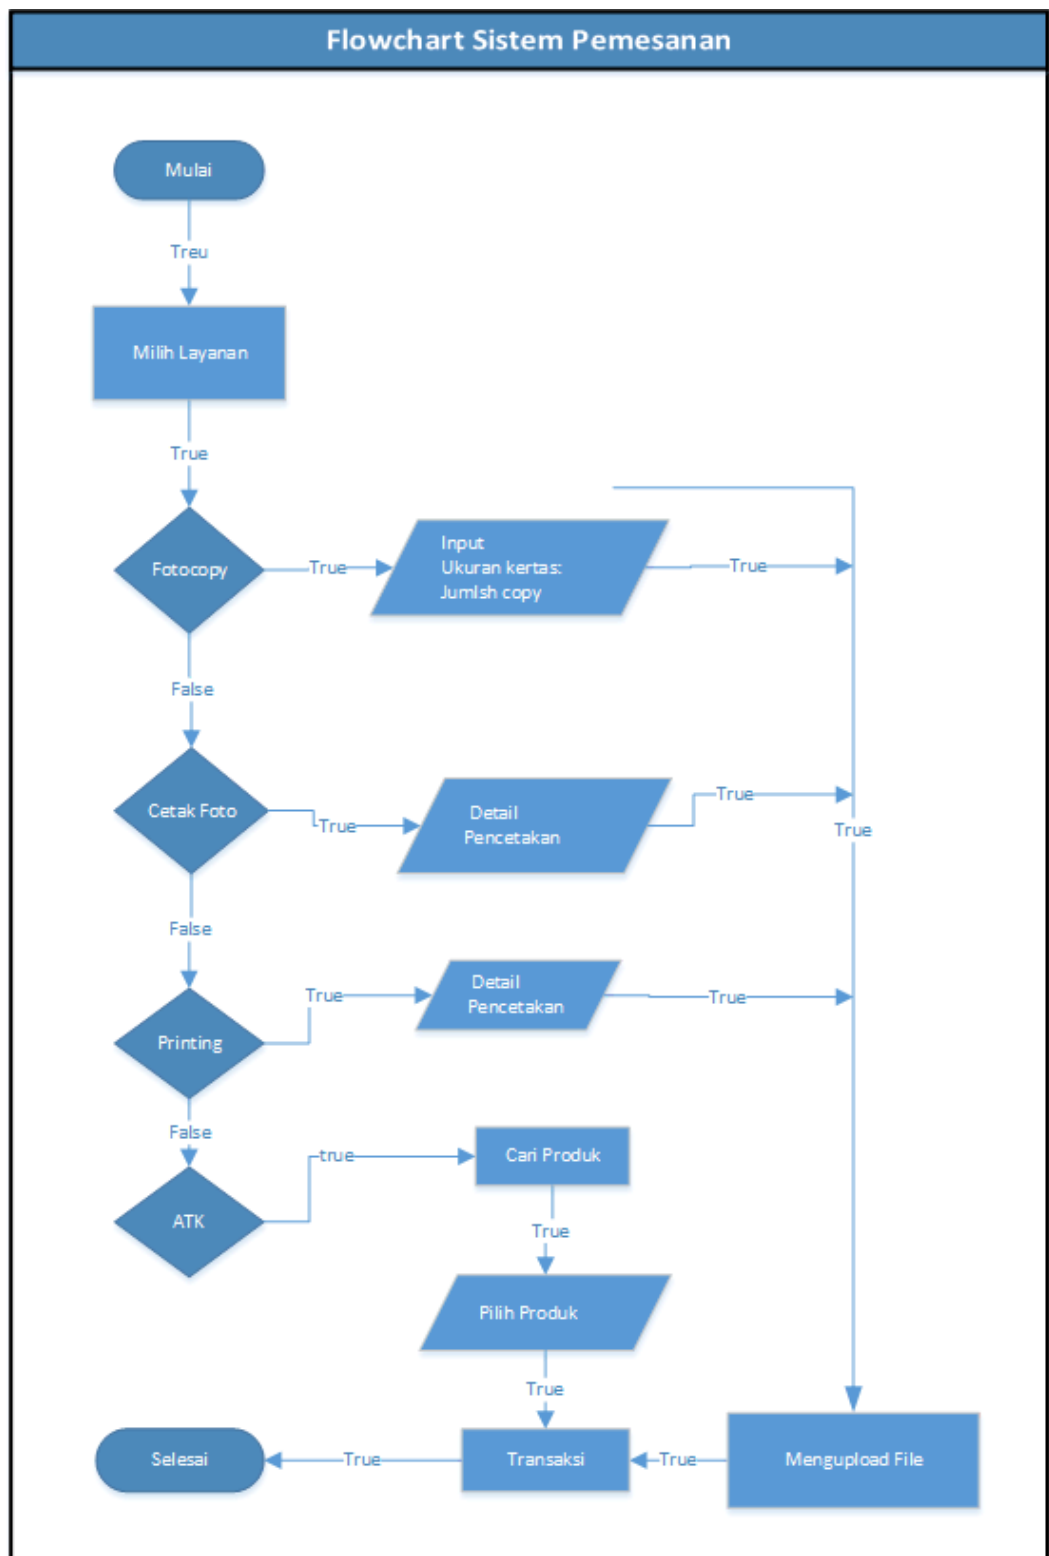 Flowchart Sistem Pemesanan
Mulai
Treu
Milih Layanan
True
Fotocopy
True
Input
Ukuran kertas:
Jumlsh copy
True
False
Cetak Foto
True
Detail
Pencetakan
True
True
False
Printing
True
Detail
Pencetakan
True
False
ATK
true
Cari Produk
True
Pilih Produk
True
Selesai
True
Transaksi
True
Mengupload File